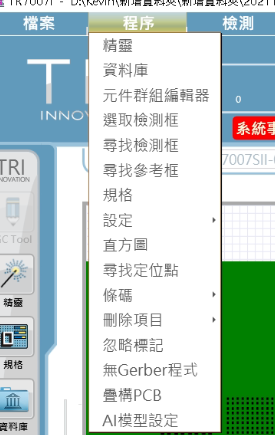 TR7007I - D:\Kevin\新增資料夾\新增資料夾\2021
檔案 程序 檢測
精靈
資料庫
元件群組編輯器
選取檢測框
尋找檢測框
尋找參考框
規格
設定
直方圖
尋找定位點
條碼
刪除項目
忽略標記
無Gerber程式
疊構PCB
AI模型設定
T
INNO
0
系統事
7007SII-
TRI
NOVATION
GC Tool
精靈
規格
資料庫